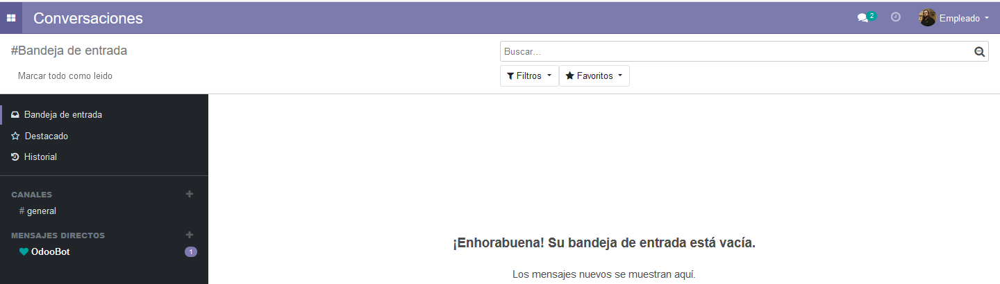 Conversaciones
2
Empleado
#Bandeja de entrada
Buscar...
Marcar todo como leido
Filtros
Favoritos
Bandeja de entrada
Destacado
Historial
CANALES
# general
MENSAJES DIRECTOS
OdooBot 1
¡Enhorabuena! Su bandeja de entrada está vacía.
Los mensajes nuevos se muestran aquí.